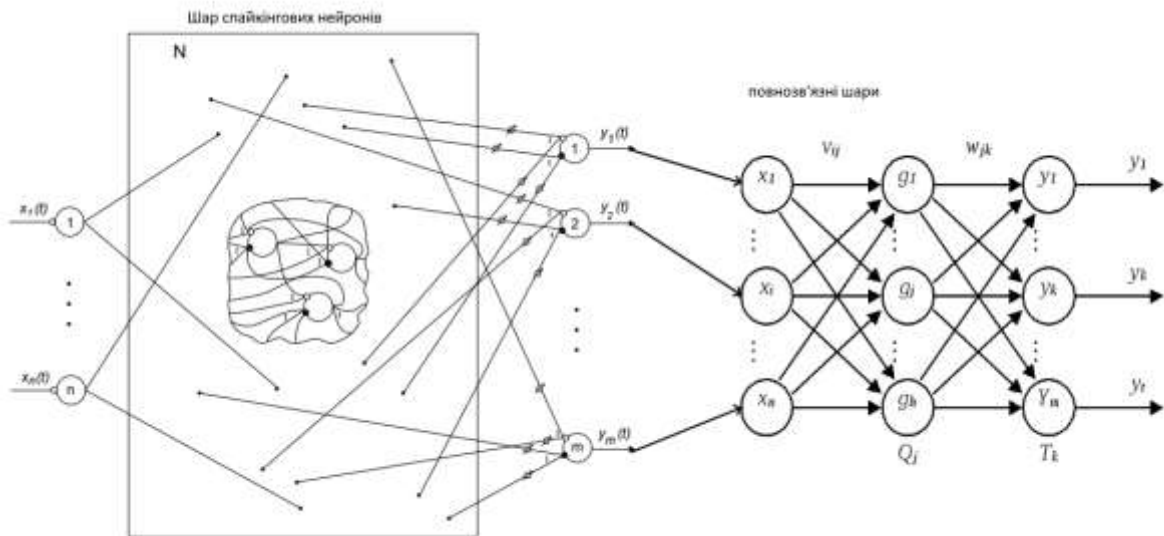 Шар спайкінгових нейронів
N
повнозв'язні шари
x₁(t)
1
xₙ(t)
n
1
y₁(t)
2
y₂(t)
m
yₘ(t)
vᵢⱼ
wⱼₖ
x₁
g₁
y₁
y₁
xᵢ
gⱼ
yₖ
yₖ
xₙ
gₕ
Yₘ
yₜ
Qⱼ
Tₖ